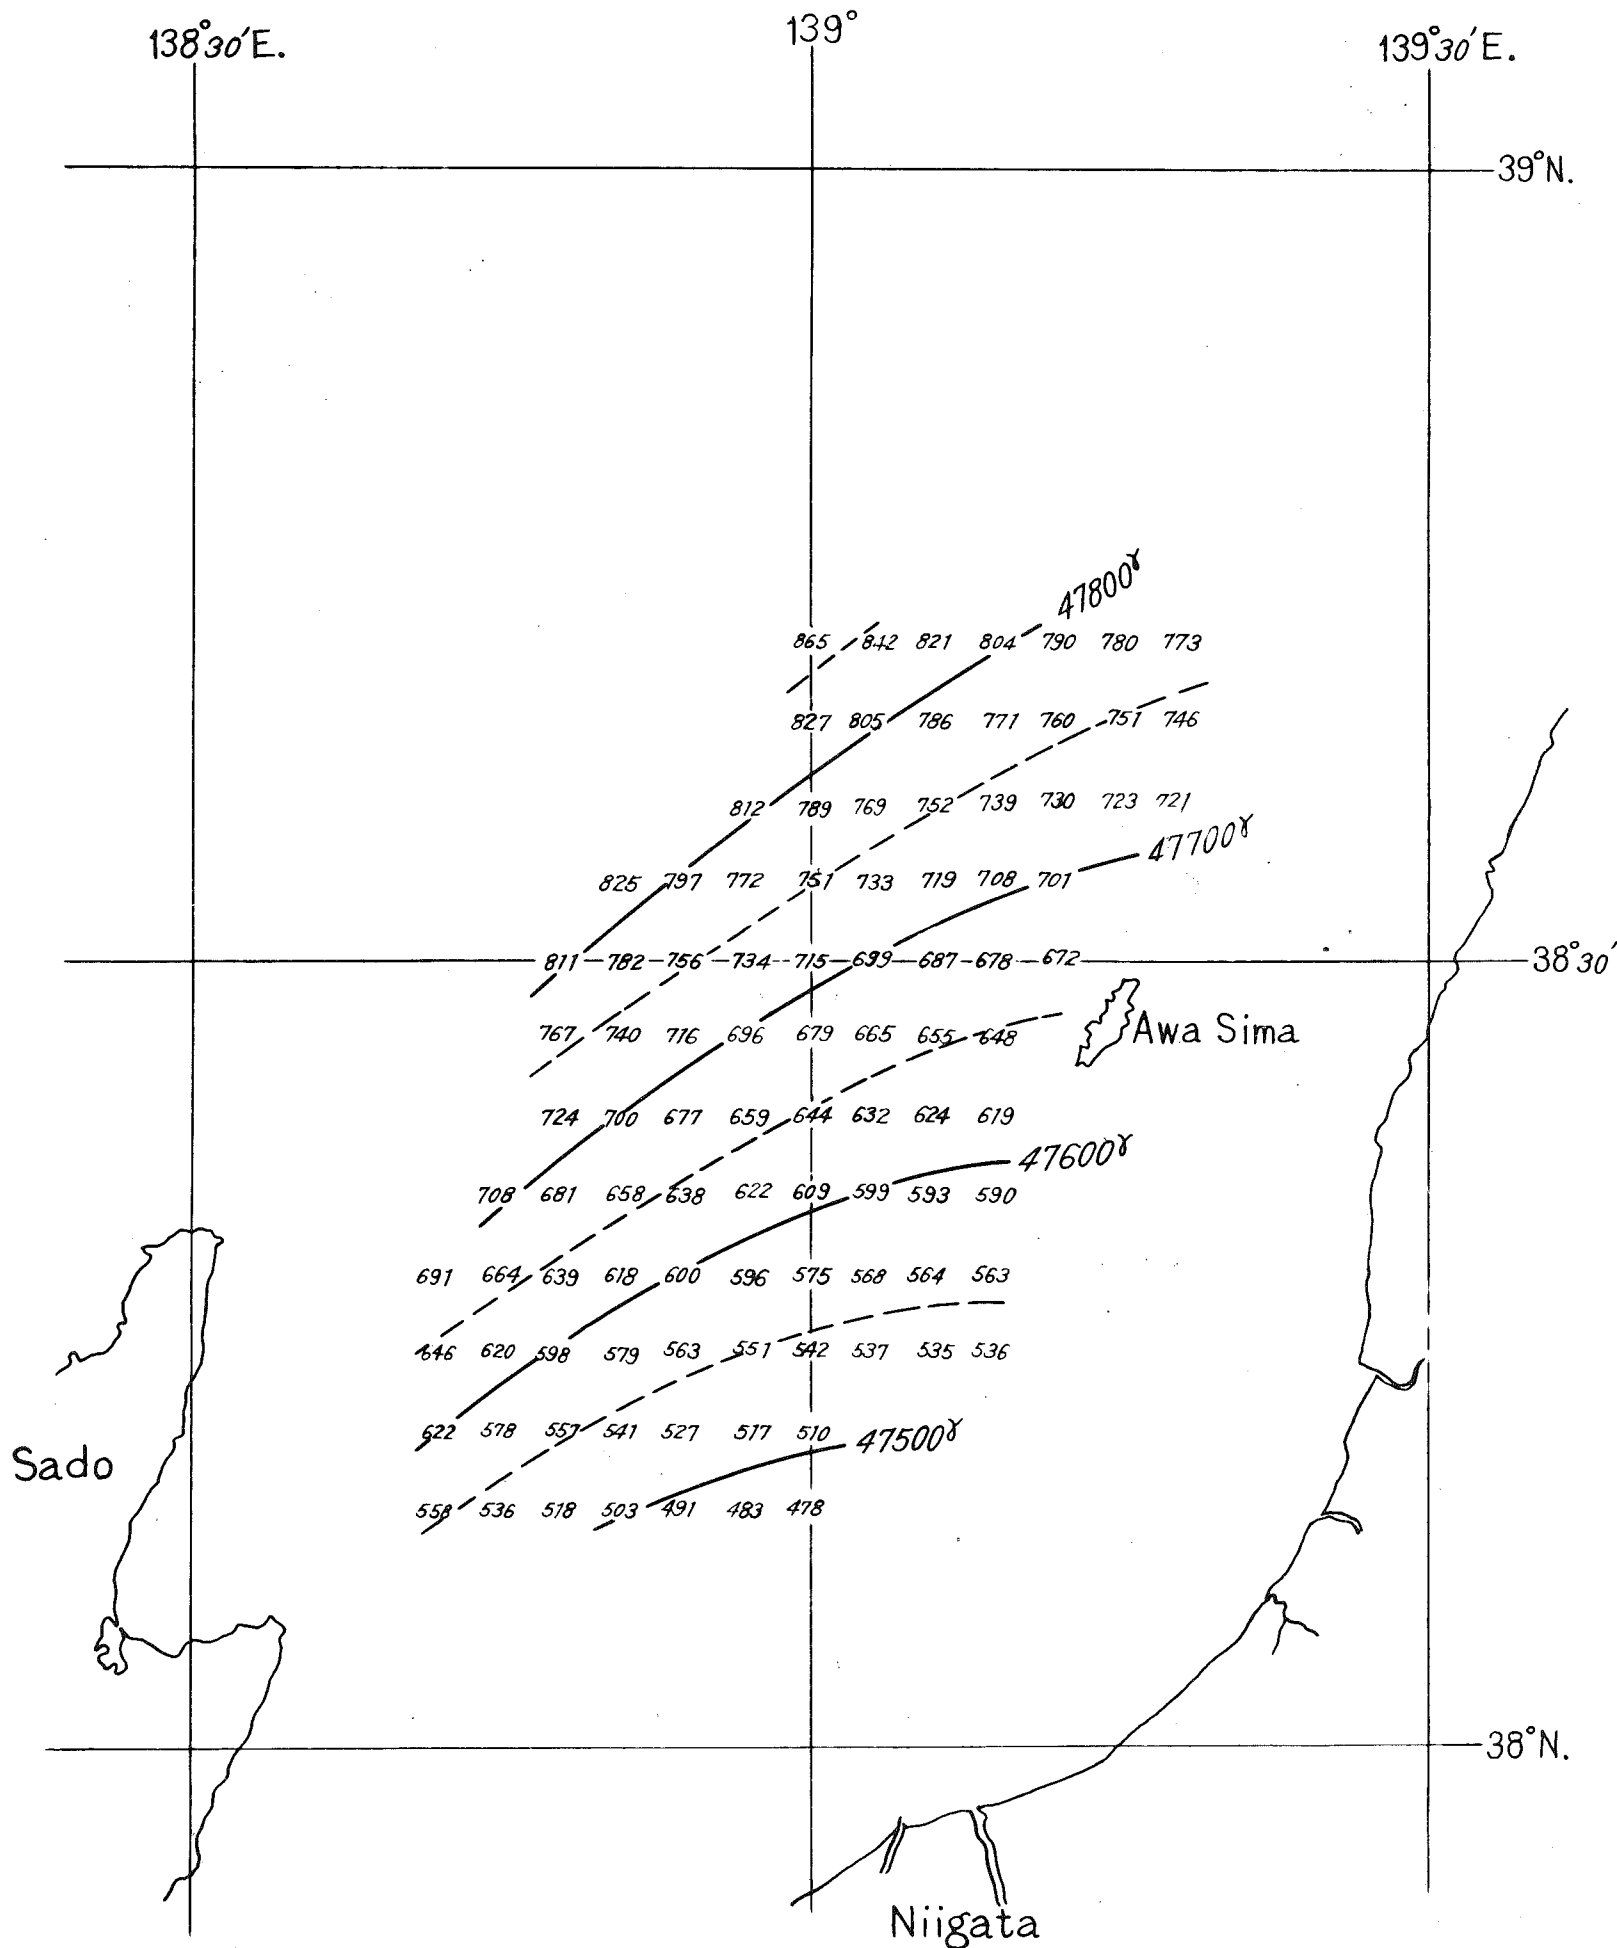 138°30'E.
139°
139°30'E.
39°N.
47800γ
865 842 821 804 790 780 773
827 805 786 771 760 751 746
812 789 769 752 739 730 723 721
47700γ
825 797 772 751 733 719 708 701
811 782 756 734 715 699 687 678 672
38°30'
767 740 716 696 679 665 655 648
Awa Sima
724 700 677 659 644 632 624 619
47600γ
708 681 658 638 622 609 599 593 590
691 664 639 618 600 596 575 568 564 563
646 620 598 579 563 551 542 537 535 536
622 578 557 541 527 517 510
47500γ
Sado
558 536 518 503 491 483 478
38°N.
Niigata